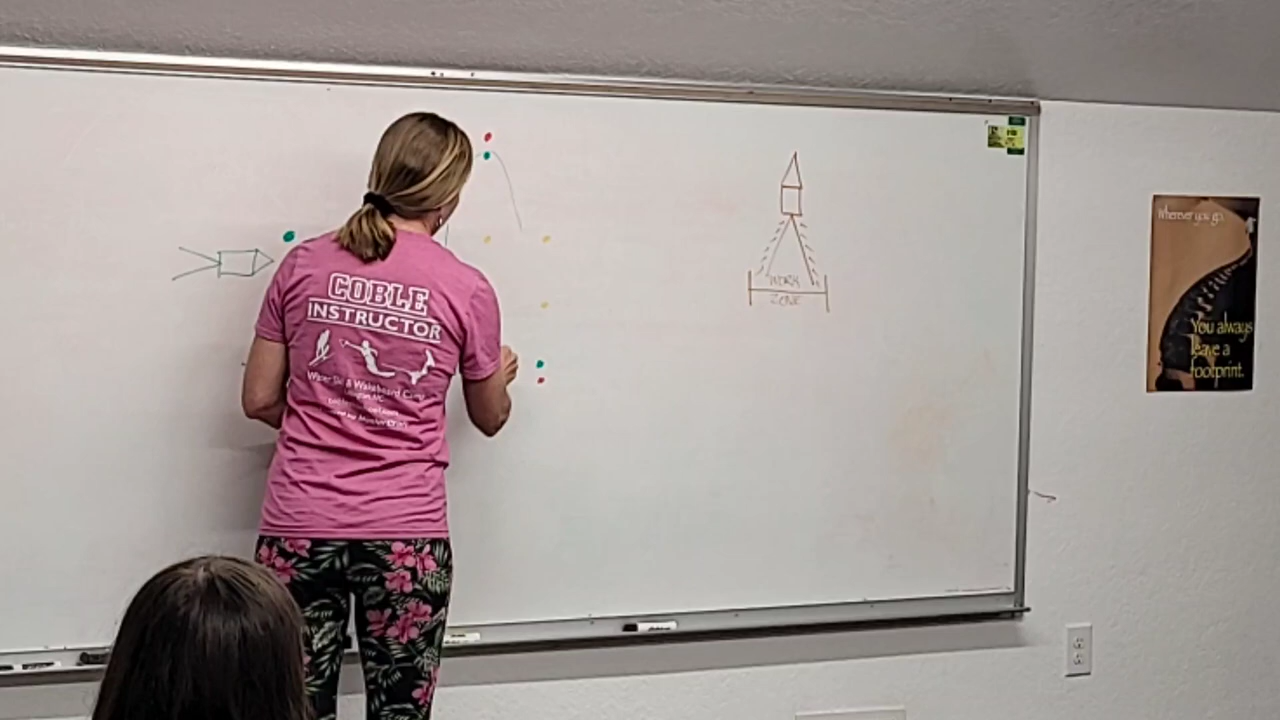 COBLE
INSTRUCTOR
Water Ski & Wakeboard Camp
WORK
ZONE
Wherever you go.
You always
leave a
footprint.